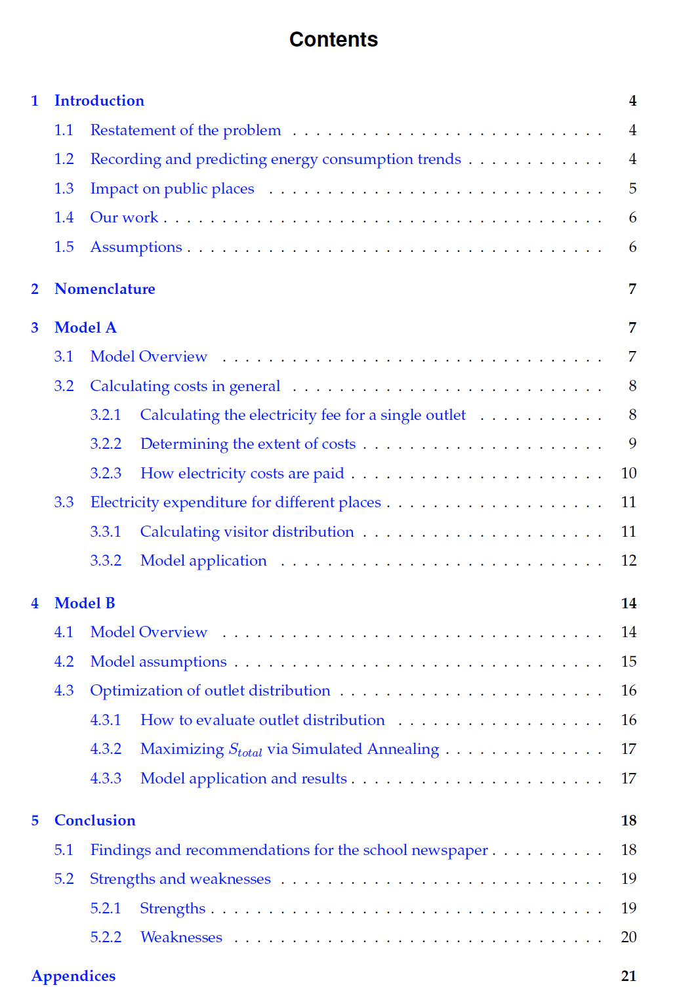 Contents
1 Introduction 4
1.1 Restatement of the problem . . . . . . . . . . . . . . . . . . . . . . . . . . . 4
1.2 Recording and predicting energy consumption trends . . . . . . . . . . . . 4
1.3 Impact on public places . . . . . . . . . . . . . . . . . . . . . . . . . . . . . 5
1.4 Our work . . . . . . . . . . . . . . . . . . . . . . . . . . . . . . . . . . . . . . 6
1.5 Assumptions . . . . . . . . . . . . . . . . . . . . . . . . . . . . . . . . . . . . 6
2 Nomenclature 7
3 Model A 7
3.1 Model Overview . . . . . . . . . . . . . . . . . . . . . . . . . . . . . . . . . 7
3.2 Calculating costs in general . . . . . . . . . . . . . . . . . . . . . . . . . . . 8
3.2.1 Calculating the electricity fee for a single outlet . . . . . . . . . . . 8
3.2.2 Determining the extent of costs . . . . . . . . . . . . . . . . . . . . . 9
3.2.3 How electricity costs are paid . . . . . . . . . . . . . . . . . . . . . . 10
3.3 Electricity expenditure for different places . . . . . . . . . . . . . . . . . . . 11
3.3.1 Calculating visitor distribution . . . . . . . . . . . . . . . . . . . . . 11
3.3.2 Model application . . . . . . . . . . . . . . . . . . . . . . . . . . . . 12
4 Model B 14
4.1 Model Overview . . . . . . . . . . . . . . . . . . . . . . . . . . . . . . . . . 14
4.2 Model assumptions . . . . . . . . . . . . . . . . . . . . . . . . . . . . . . . . 15
4.3 Optimization of outlet distribution . . . . . . . . . . . . . . . . . . . . . . . 16
4.3.1 How to evaluate outlet distribution . . . . . . . . . . . . . . . . . . 16
4.3.2 Maximizing S_total via Simulated Annealing . . . . . . . . . . . . . . 17
4.3.3 Model application and results . . . . . . . . . . . . . . . . . . . . . . 17
5 Conclusion 18
5.1 Findings and recommendations for the school newspaper . . . . . . . . . . 18
5.2 Strengths and weaknesses . . . . . . . . . . . . . . . . . . . . . . . . . . . . 19
5.2.1 Strengths . . . . . . . . . . . . . . . . . . . . . . . . . . . . . . . . . . 19
5.2.2 Weaknesses . . . . . . . . . . . . . . . . . . . . . . . . . . . . . . . . 20
Appendices 21